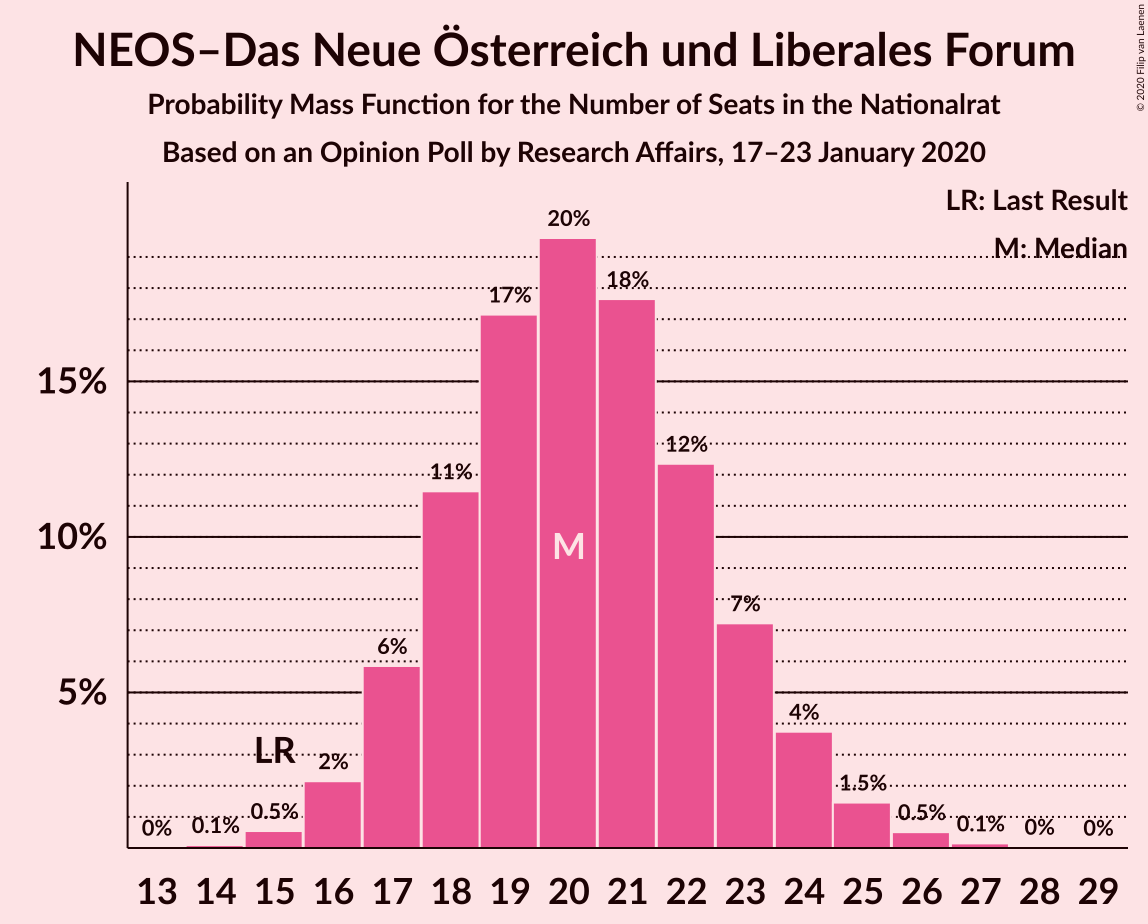 NEOS–Das Neue Österreich und Liberales Forum
Probability Mass Function for the Number of Seats in the Nationalrat
Based on an Opinion Poll by Research Affairs, 17–23 January 2020
© 2020 Filip van Laenen
LR: Last Result
M: Median
15%
10%
5%
0%
0.1%
0.5%
LR
2%
6%
11%
17%
20%
M
18%
12%
7%
4%
1.5%
0.5%
0.1%
0%
0%
13 14 15 16 17 18 19 20 21 22 23 24 25 26 27 28 29